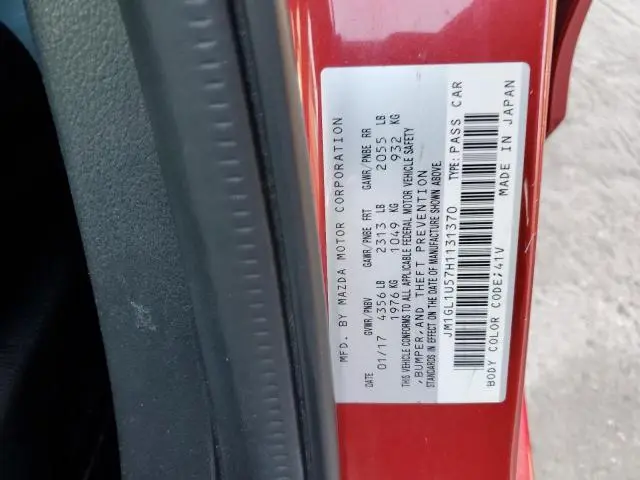 MFD. BY MAZDA MOTOR CORPORATION
DATE GVWR/PNBV GAWR/PNBE FRT GAWR/PNBE RR
01/17 4356 LB 2313 LB 2055 LB
1976 KG 1049 KG 932 KG
THIS VEHICLE CONFORMS TO ALL APPLICABLE FEDERAL MOTOR VEHICLE SAFETY
,BUMPER,AND THEFT PREVENTION
STANDARDS IN EFFECT ON THE DATE OF MANUFACTURE SHOWN ABOVE.
JM1GL1U57H1131370 TYPE: PASS CAR
BODY COLOR CODE;41V MADE IN JAPAN